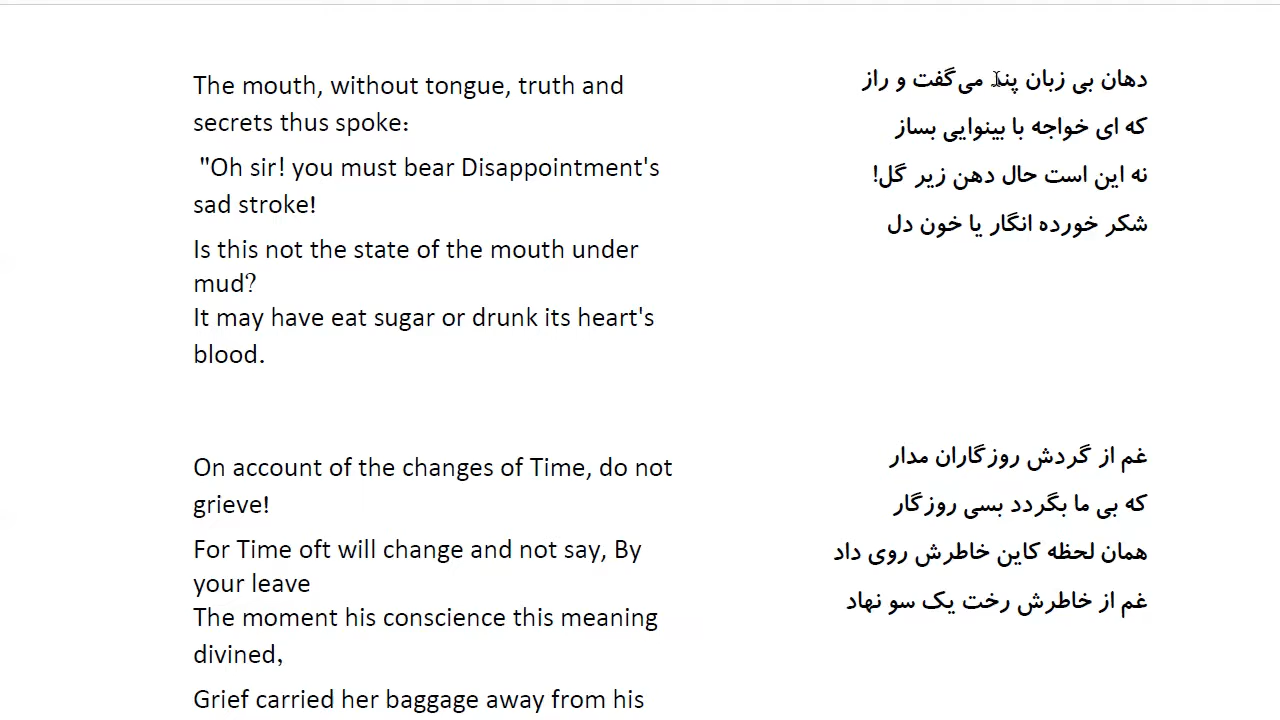 The mouth, without tongue, truth and
secrets thus spoke:
"Oh sir! you must bear Disappointment's
sad stroke!
Is this not the state of the mouth under
mud?
It may have eat sugar or drunk its heart's
blood.
دهان بی زبان پند می‌گفت و راز
که ای خواجه با بینوایی بساز
نه این است حال دهن زیر گل!
شکر خورده انگار یا خون دل
On account of the changes of Time, do not
grieve!
For Time oft will change and not say, By
your leave
The moment his conscience this meaning
divined,
Grief carried her baggage away from his
غم از گردش روزگاران مدار
که بی ما بگردد بسی روزگار
همان لحظه کاین خاطرش روی داد
غم از خاطرش رخت یک سو نهاد